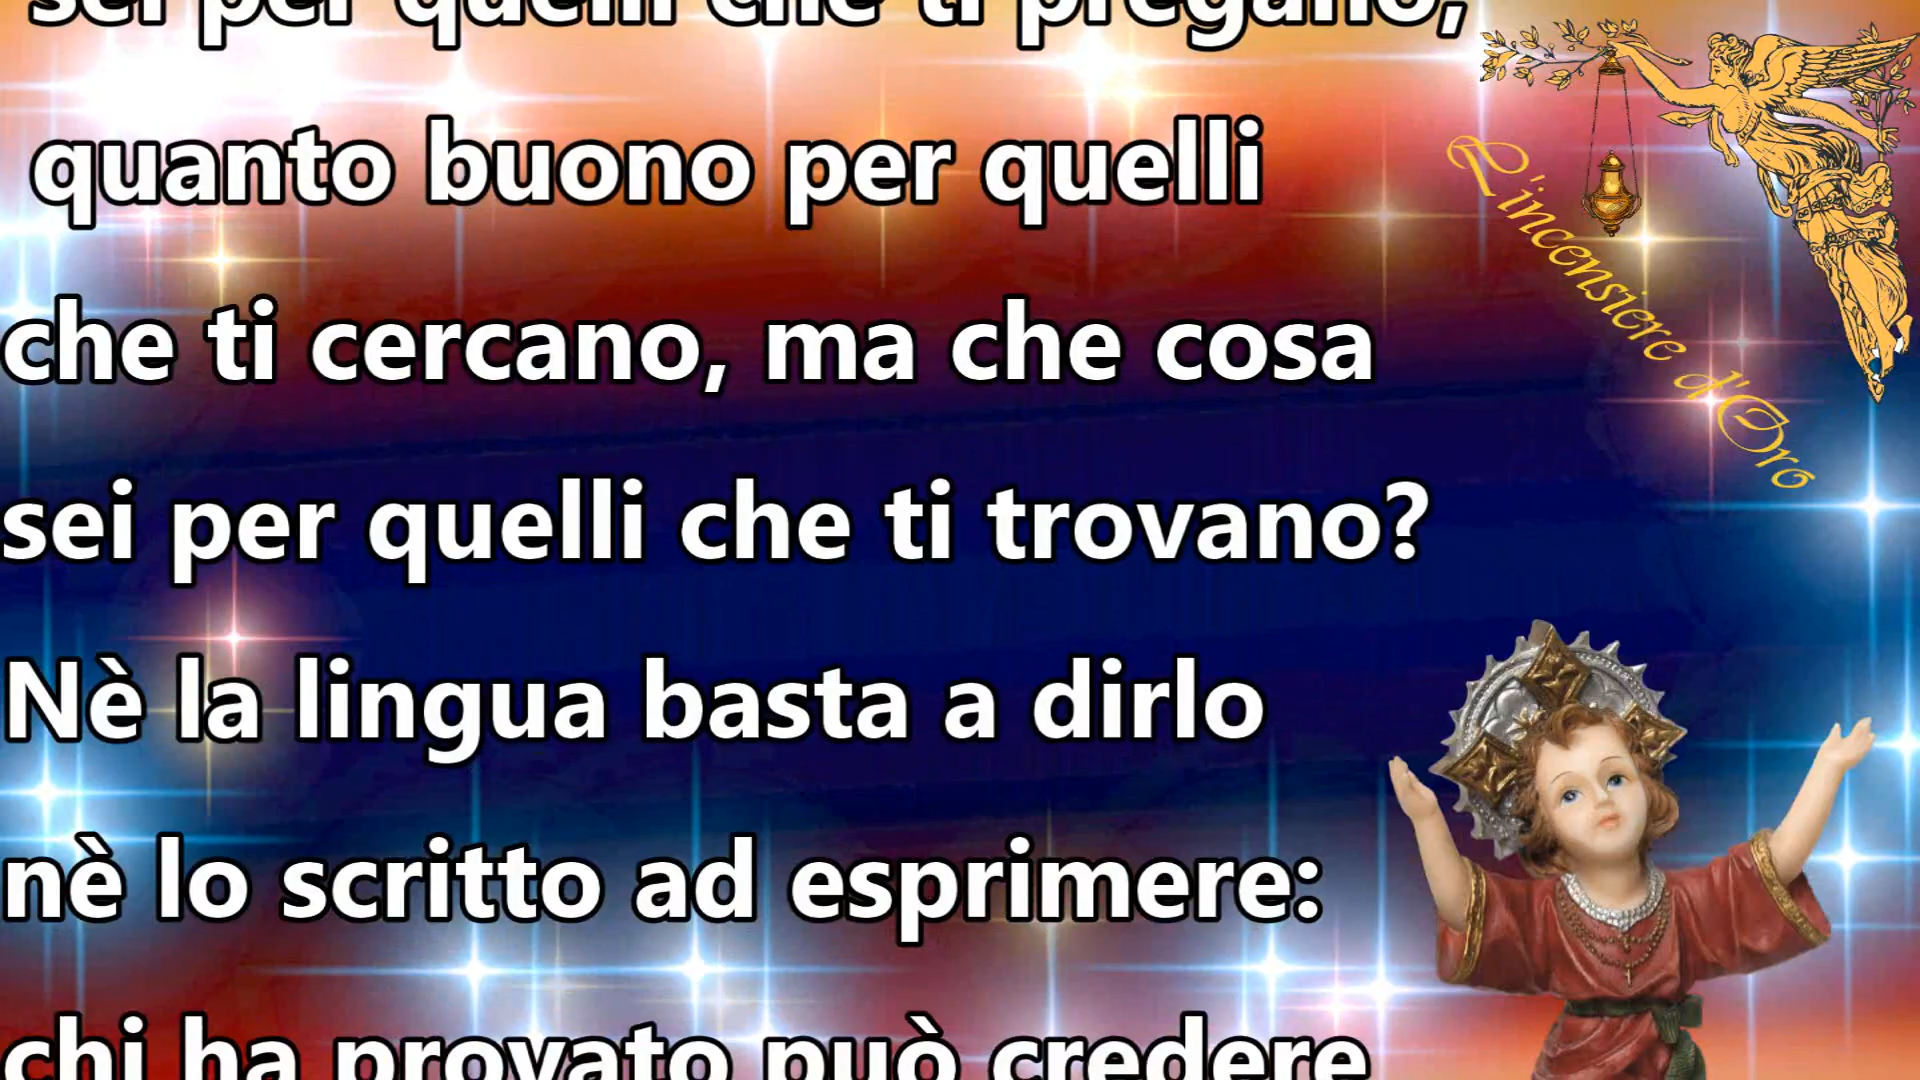 sei per quelli che ti pregano,
quanto buono per quelli
che ti cercano, ma che cosa
sei per quelli che ti trovano?
Nè la lingua basta a dirlo
nè lo scritto ad esprimere:
chi ha provato può credere
L'incensiere d'Oro